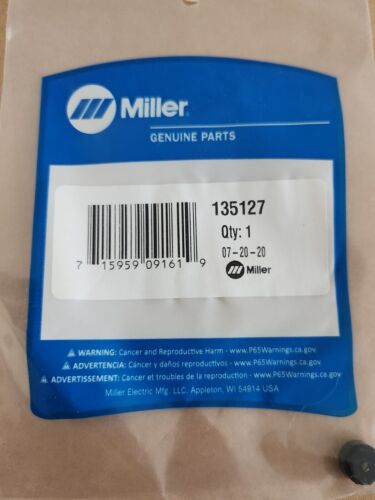 Miller
GENUINE PARTS
135127
Qty: 1
07-20-20
Miller
7 15959 09161 9
WARNING: Cancer and Reproductive Harm - www.P65Warnings.ca.gov
ADVERTENCIA: Cáncer y daños reproductivos - www.P65Warnings.ca.gov
AVERTISSEMENT: Cancer et troubles de la reproduction - www.P65Warnings.ca.gov
Miller Electric Mfg. LLC. Appleton, WI 54914 USA